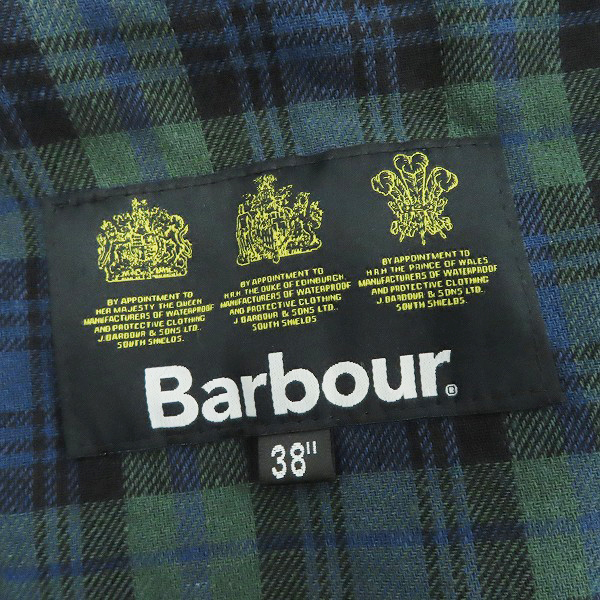 BY APPOINTMENT TO
HER MAJESTY THE QUEEN
MANUFACTURERS OF WATERPROOF
AND PROTECTIVE CLOTHING
J.BARBOUR & SONS LTD.
SOUTH SHIELDS.
BY APPOINTMENT TO
H.R.H. THE DUKE OF EDINBURGH.
MANUFACTURERS OF WATERPROOF
AND PROTECTIVE CLOTHING
J.BARBOUR & SONS LTD.
SOUTH SHIELDS
BY APPOINTMENT TO
H.R.H. THE PRINCE OF WALES
MANUFACTURERS OF WATERPROOF
AND PROTECTIVE CLOTHING
J.BARBOUR & SONS LTD.
SOUTH SHIELDS.
Barbour®
38"